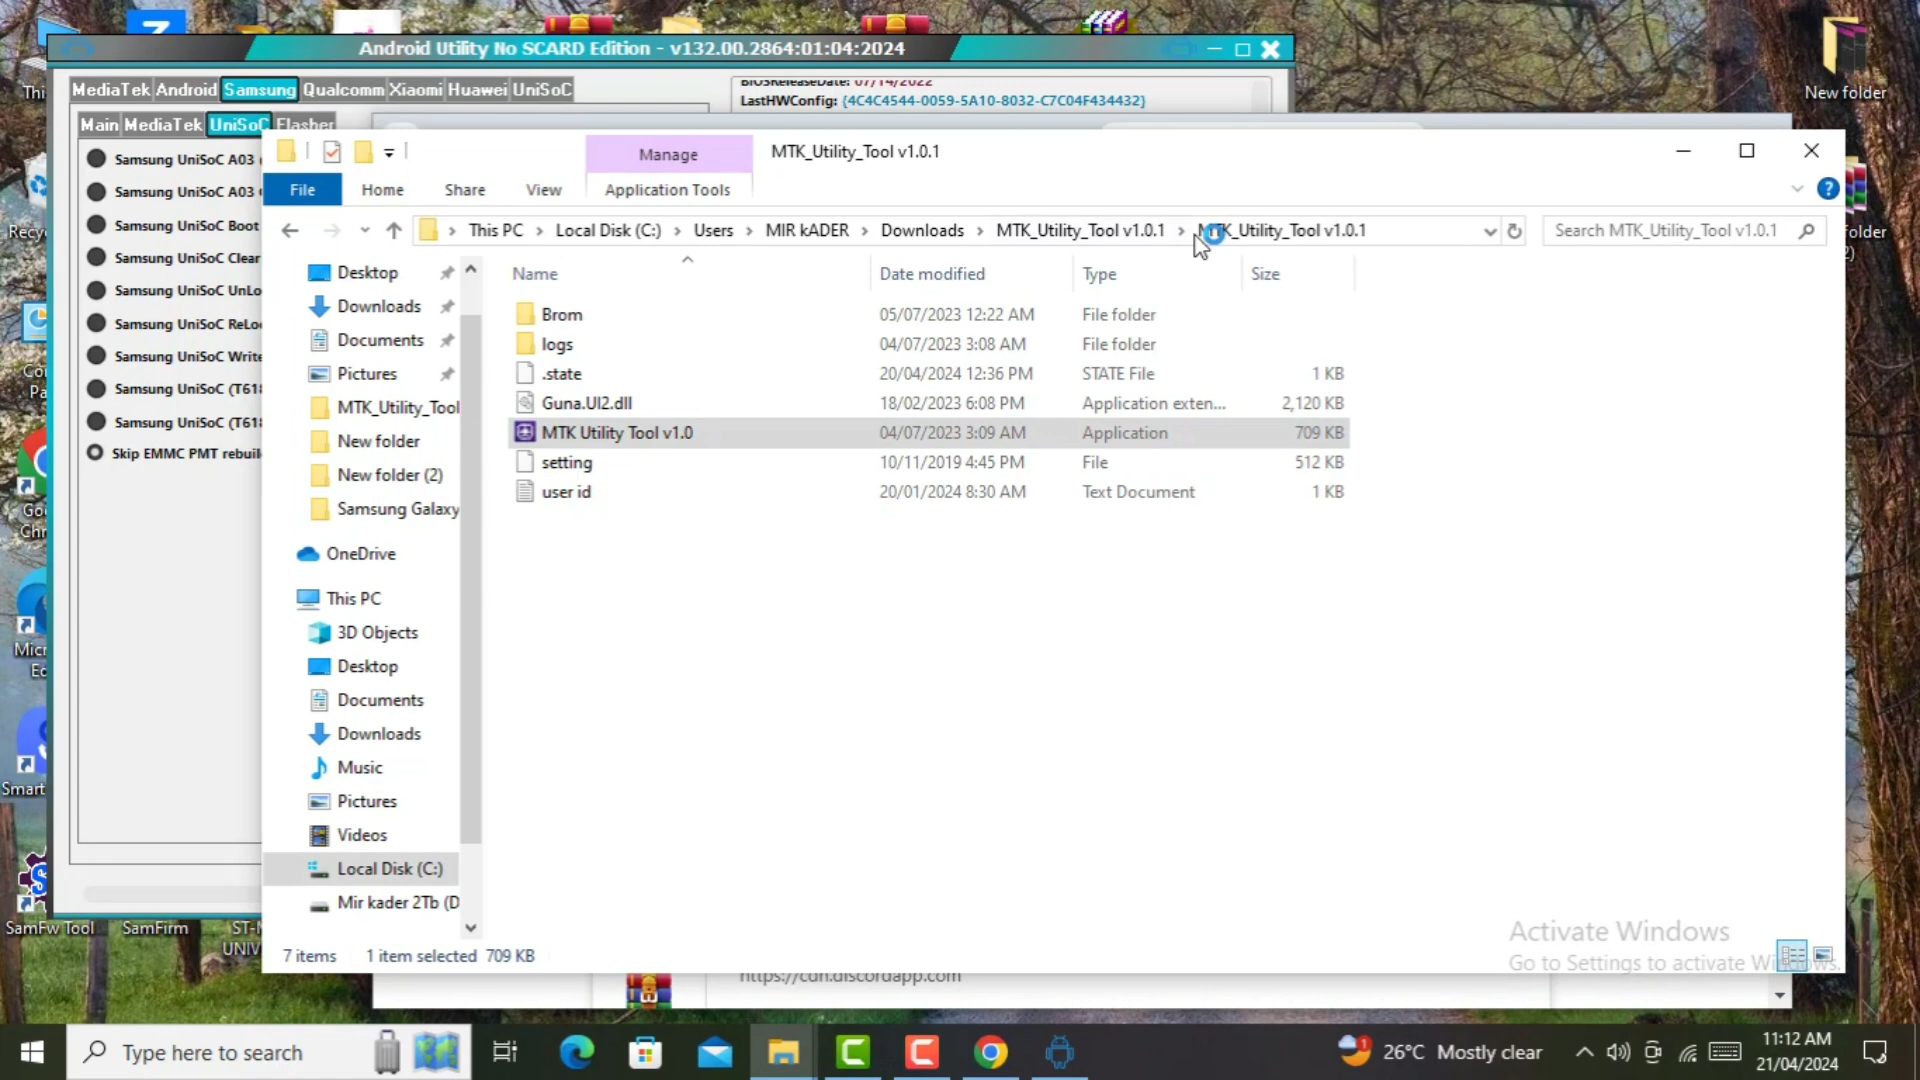 Android Utility No SCARD Edition - v132.00.2864:01:04:2024
MediaTek Android Samsung Qualcomm Xiaomi Huawei UniSoC
BIOSReleaseDate: 07/14/2022
LastHWConfig: {4C4C4544-0059-5A10-8032-C7C04F434432}
Main MediaTek UniSoC Flasher
Samsung UniSoC A03
Samsung UniSoC A03
Samsung UniSoC Boot
Samsung UniSoC Clear
Samsung UniSoC UnLo
Samsung UniSoC ReLo
Samsung UniSoC Write
Samsung UniSoC (T618
Samsung UniSoC (T618
Skip EMMC PMT rebuil
New folder
Manage
MTK_Utility_Tool v1.0.1
File
Home
Share
View
Application Tools
This PC
Local Disk (C:)
Users
MIR kADER
Downloads
MTK_Utility_Tool v1.0.1
MTK_Utility_Tool v1.0.1
Search MTK_Utility_Tool v1.0.1
Name
Date modified
Type
Size
Desktop
Downloads
Documents
Pictures
MTK_Utility_Tool
New folder
New folder (2)
Samsung Galaxy
OneDrive
This PC
3D Objects
Desktop
Documents
Downloads
Music
Pictures
Videos
Local Disk (C:)
Mir kader 2Tb (D
Brom 05/07/2023 12:22 AM File folder
logs 04/07/2023 3:08 AM File folder
.state 20/04/2024 12:36 PM STATE File 1 KB
Guna.UI2.dll 18/02/2023 6:08 PM Application exten... 2,120 KB
MTK Utility Tool v1.0 04/07/2023 3:09 AM Application 709 KB
setting 10/11/2019 4:45 PM File 512 KB
user id 20/01/2024 8:30 AM Text Document 1 KB
7 items 1 item selected 709 KB
Activate Windows
Go to Settings to activate Windows.
https://cdn.discordapp.com
SamFw Tool
SamFirm
Type here to search
26°C Mostly clear
11:12 AM
21/04/2024